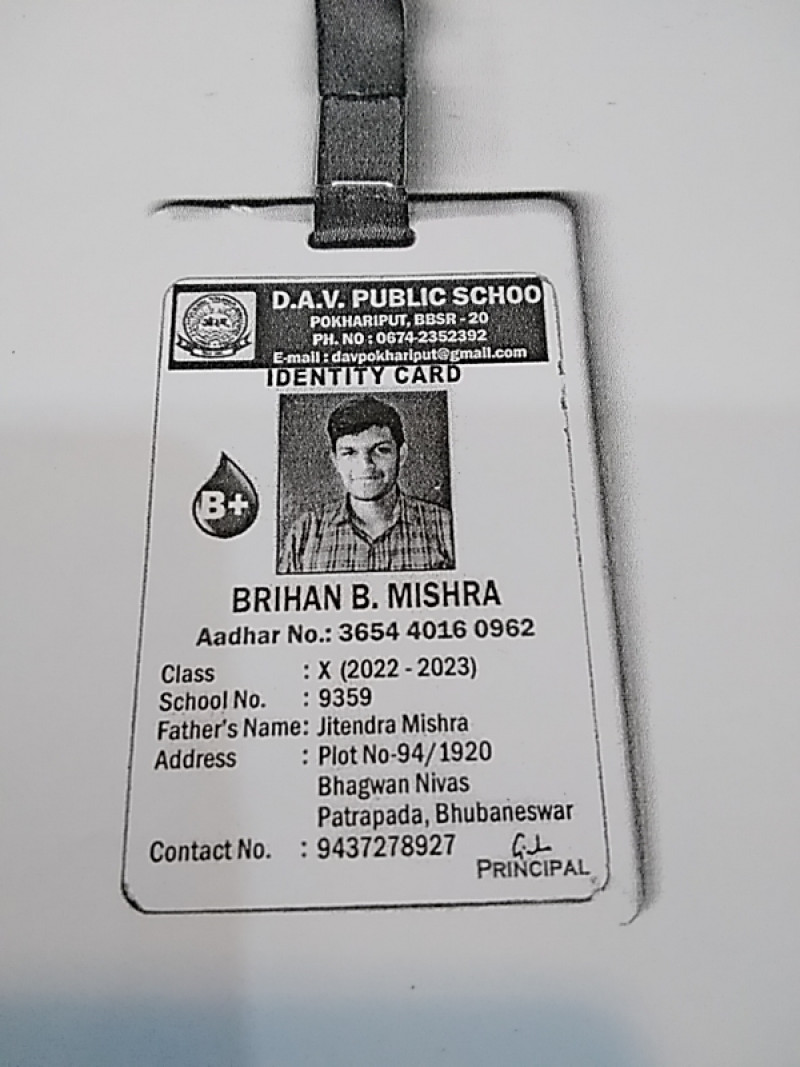 D.A.V. PUBLIC SCHOO
POKHARIPUT, BBSR - 20
PH. NO : 0674-2352392
E-mail : davpokhariput@gmail.com
IDENTITY CARD
B+
BRIHAN B. MISHRA
Aadhar No.: 3654 4016 0962
Class : X (2022 - 2023)
School No. : 9359
Father's Name: Jitendra Mishra
Address : Plot No-94/1920
Bhagwan Nivas
Patrapada, Bhubaneswar
Contact No. : 9437278927
PRINCIPAL